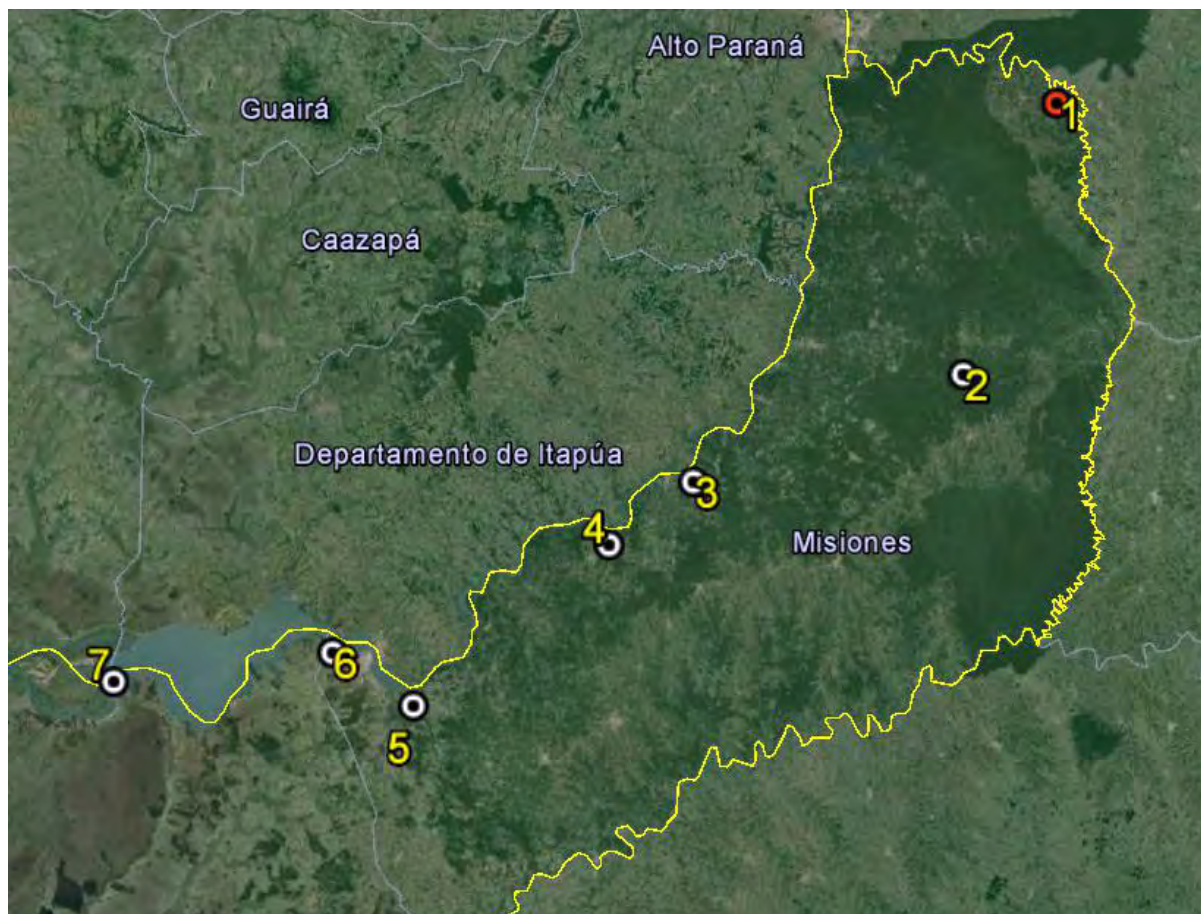 Alto Paraná
Guairá
1
Caazapá
2
Departamento de Itapúa
3
4
Misiones
6
7
5